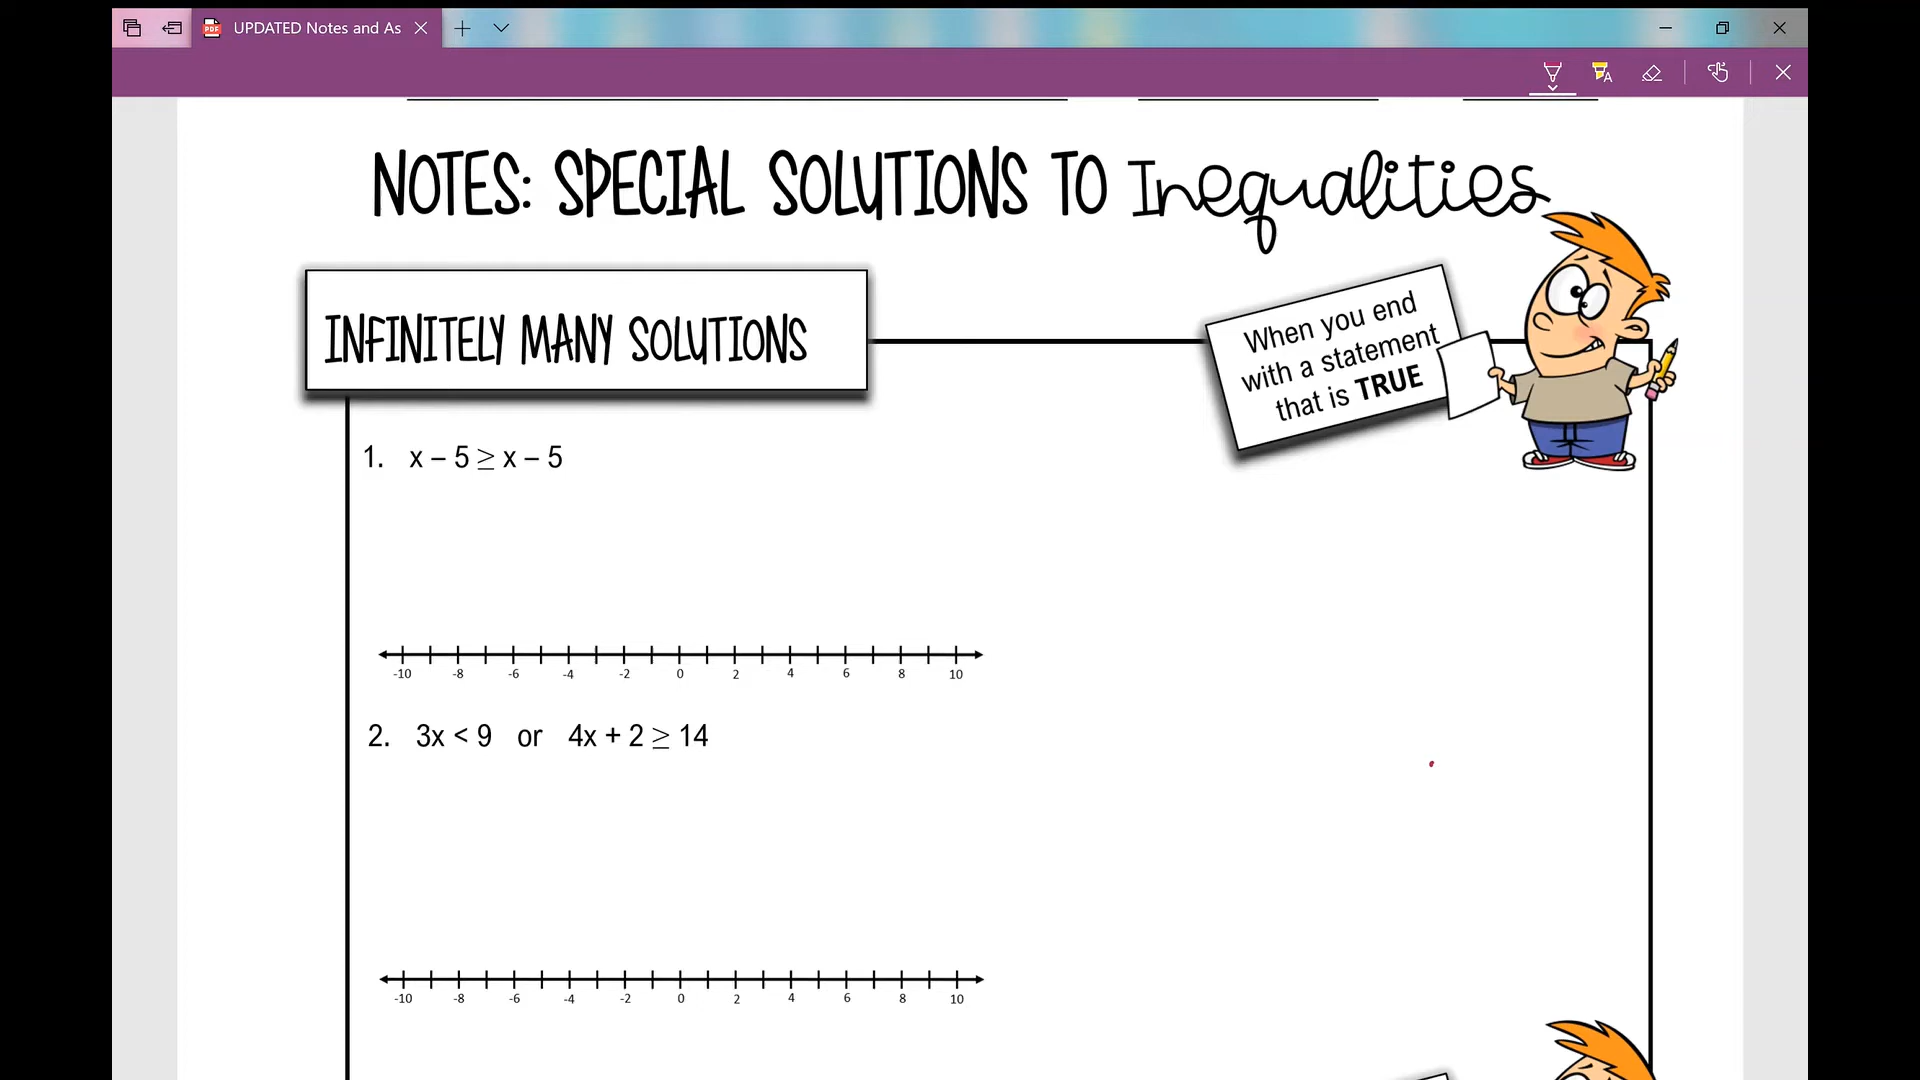 UPDATED Notes and As
NOTES: SPECIAL SOLUTIONS TO Inequalities
INFINITELY MANY SOLUTIONS
When you end
with a statement
that is TRUE
1. x – 5 ≥ x – 5
-10 -8 -6 -4 -2 0 2 4 6 8 10
2. 3x < 9 or 4x + 2 ≥ 14
-10 -8 -6 -4 -2 0 2 4 6 8 10